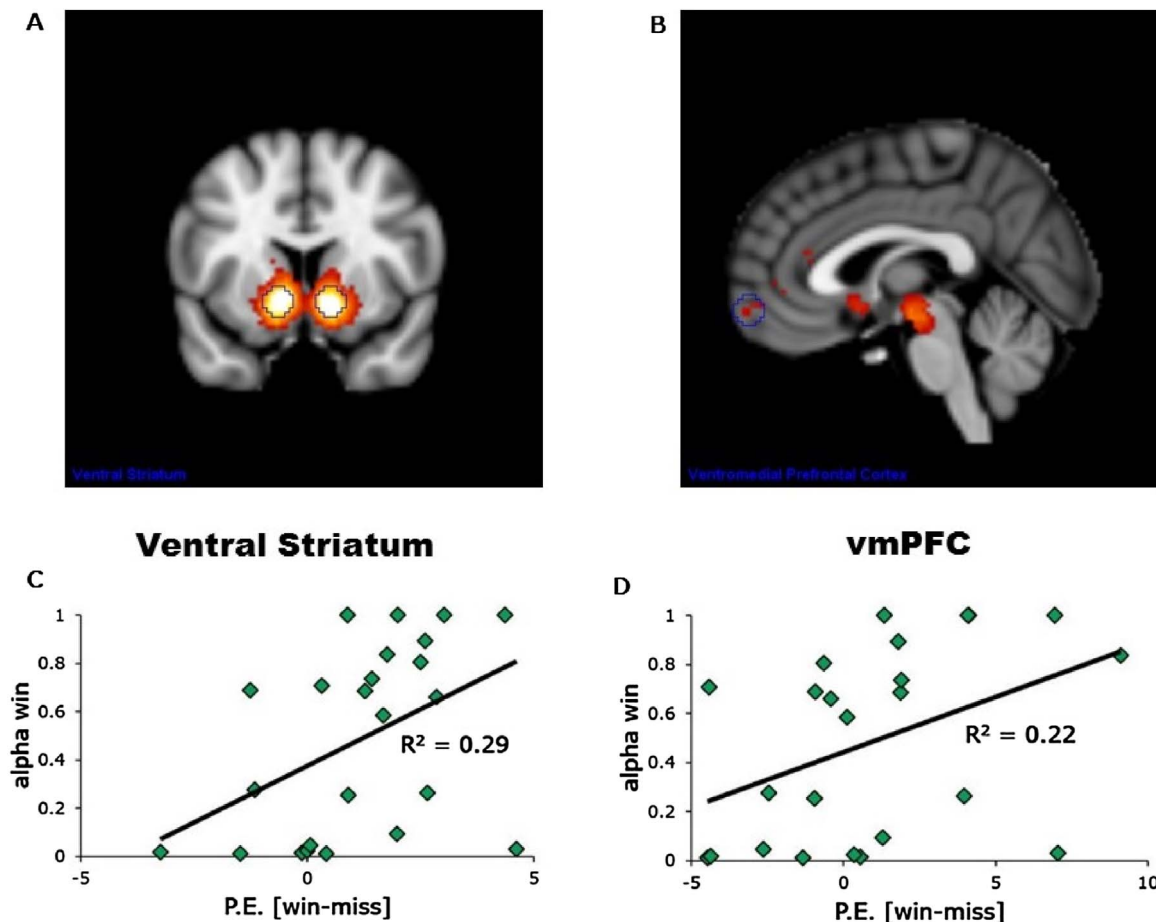 A
B
Ventral Striatum
Ventromedial Prefrontal Cortex
Ventral Striatum
vmPFC
C
D
1
0.8
0.6
0.4
0.2
0
alpha win
R² = 0.29
-5
0
5
P.E. [win-miss]
1
0.8
0.6
0.4
0.2
0
alpha win
R² = 0.22
-5
0
5
10
P.E. [win-miss]